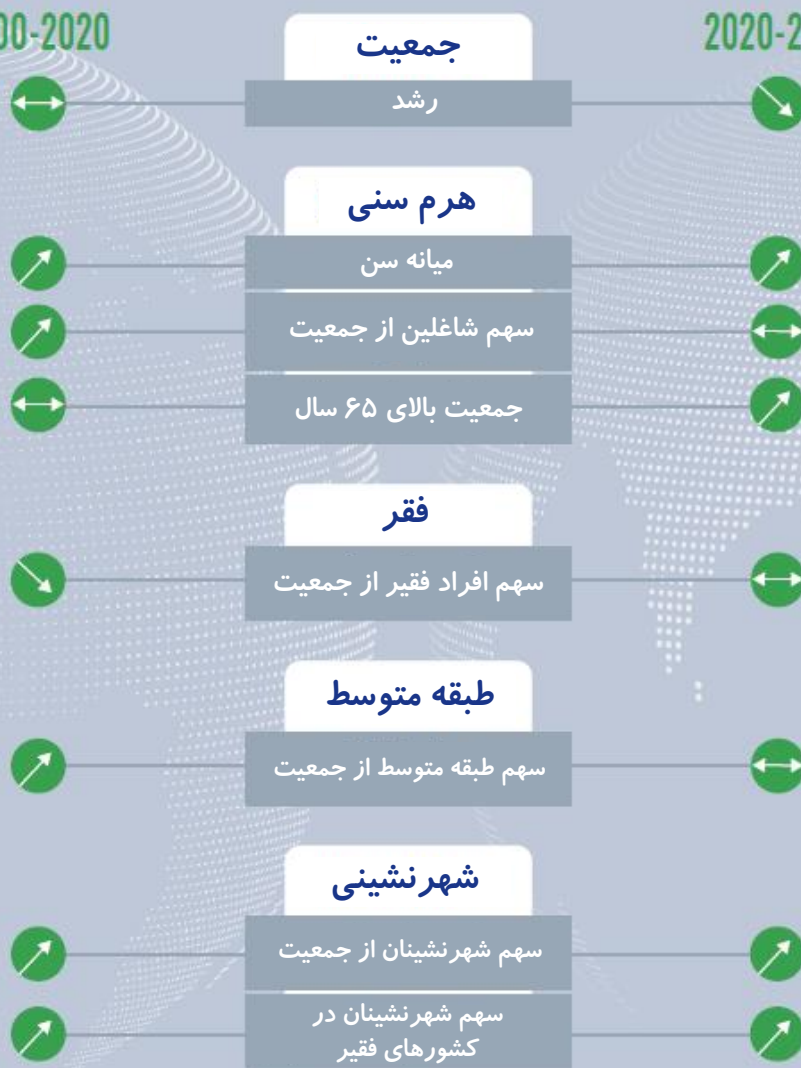 00-2020
2020-2
جمعیت
رشد
هرم سنی
میانه سن
سهم شاغلین از جمعیت
جمعیت بالای ۶۵ سال
فقر
سهم افراد فقیر از جمعیت
طبقه متوسط
سهم طبقه متوسط از جمعیت
شهرنشینی
سهم شهرنشینان از جمعیت
سهم شهرنشینان در
کشورهای فقیر